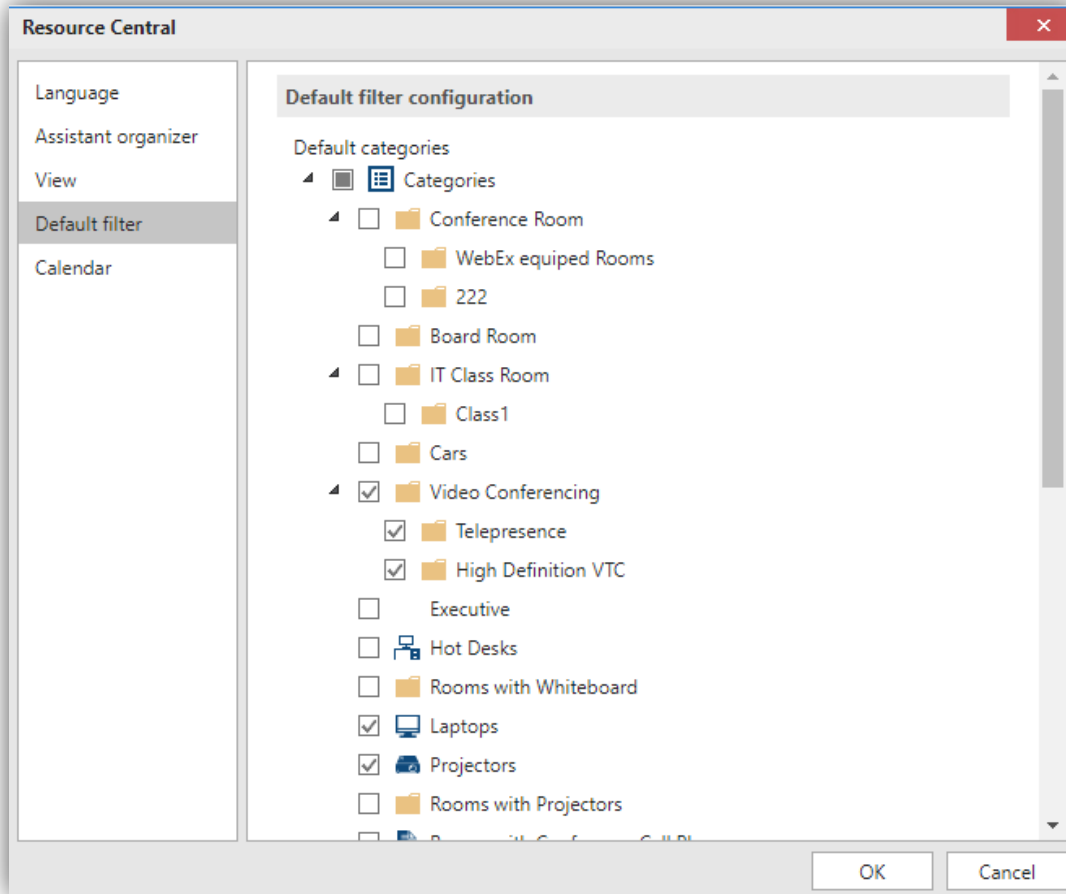 Resource Central
Language
Assistant organizer
View
Default filter
Calendar
Default filter configuration
Default categories
Categories
Conference Room
WebEx equiped Rooms
222
Board Room
IT Class Room
Class1
Cars
Video Conferencing
Telepresence
High Definition VTC
Executive
Hot Desks
Rooms with Whiteboard
Laptops
Projectors
Rooms with Projectors
OK
Cancel